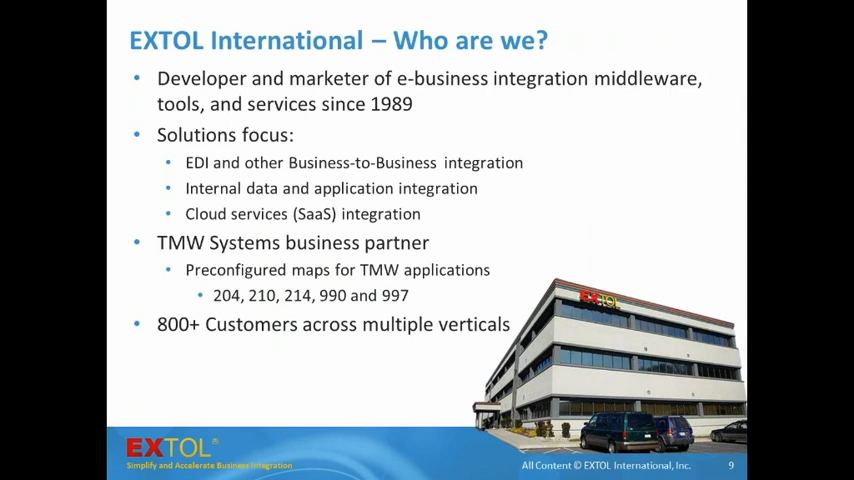 EXTOL International – Who are we?
• Developer and marketer of e-business integration middleware,
tools, and services since 1989
• Solutions focus:
• EDI and other Business-to-Business integration
• Internal data and application integration
• Cloud services (SaaS) integration
• TMW Systems business partner
• Preconfigured maps for TMW applications
• 204, 210, 214, 990 and 997
• 800+ Customers across multiple verticals
EXTOL
EXTOL®
Simplify and Accelerate Business Integration
All Content © EXTOL International, Inc.
9